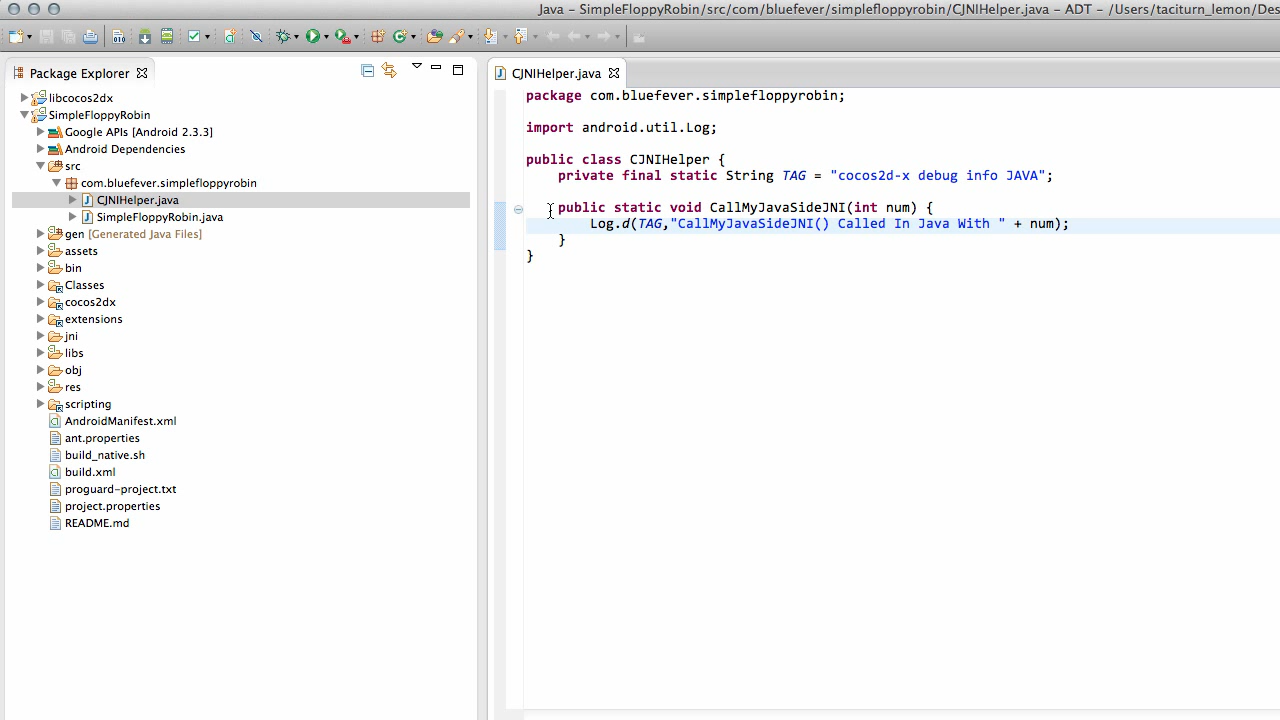 Java – SimpleFloppyRobin/src/com/bluefever/simplefloppyrobin/CJNIHelper.java – ADT – /Users/taciturn_lemon/Des
Package Explorer
libcocos2dx
SimpleFloppyRobin
Google APIs [Android 2.3.3]
Android Dependencies
src
com.bluefever.simplefloppyrobin
CJNIHelper.java
SimpleFloppyRobin.java
gen [Generated Java Files]
assets
bin
Classes
cocos2dx
extensions
jni
libs
obj
res
scripting
AndroidManifest.xml
ant.properties
build_native.sh
build.xml
proguard-project.txt
project.properties
README.md
CJNIHelper.java
package com.bluefever.simplefloppyrobin;
import android.util.Log;
public class CJNIHelper {
private final static String TAG = "cocos2d-x debug info JAVA";
public static void CallMyJavaSideJNI(int num) {
Log.d(TAG,"CallMyJavaSideJNI() Called In Java With " + num);
}
}